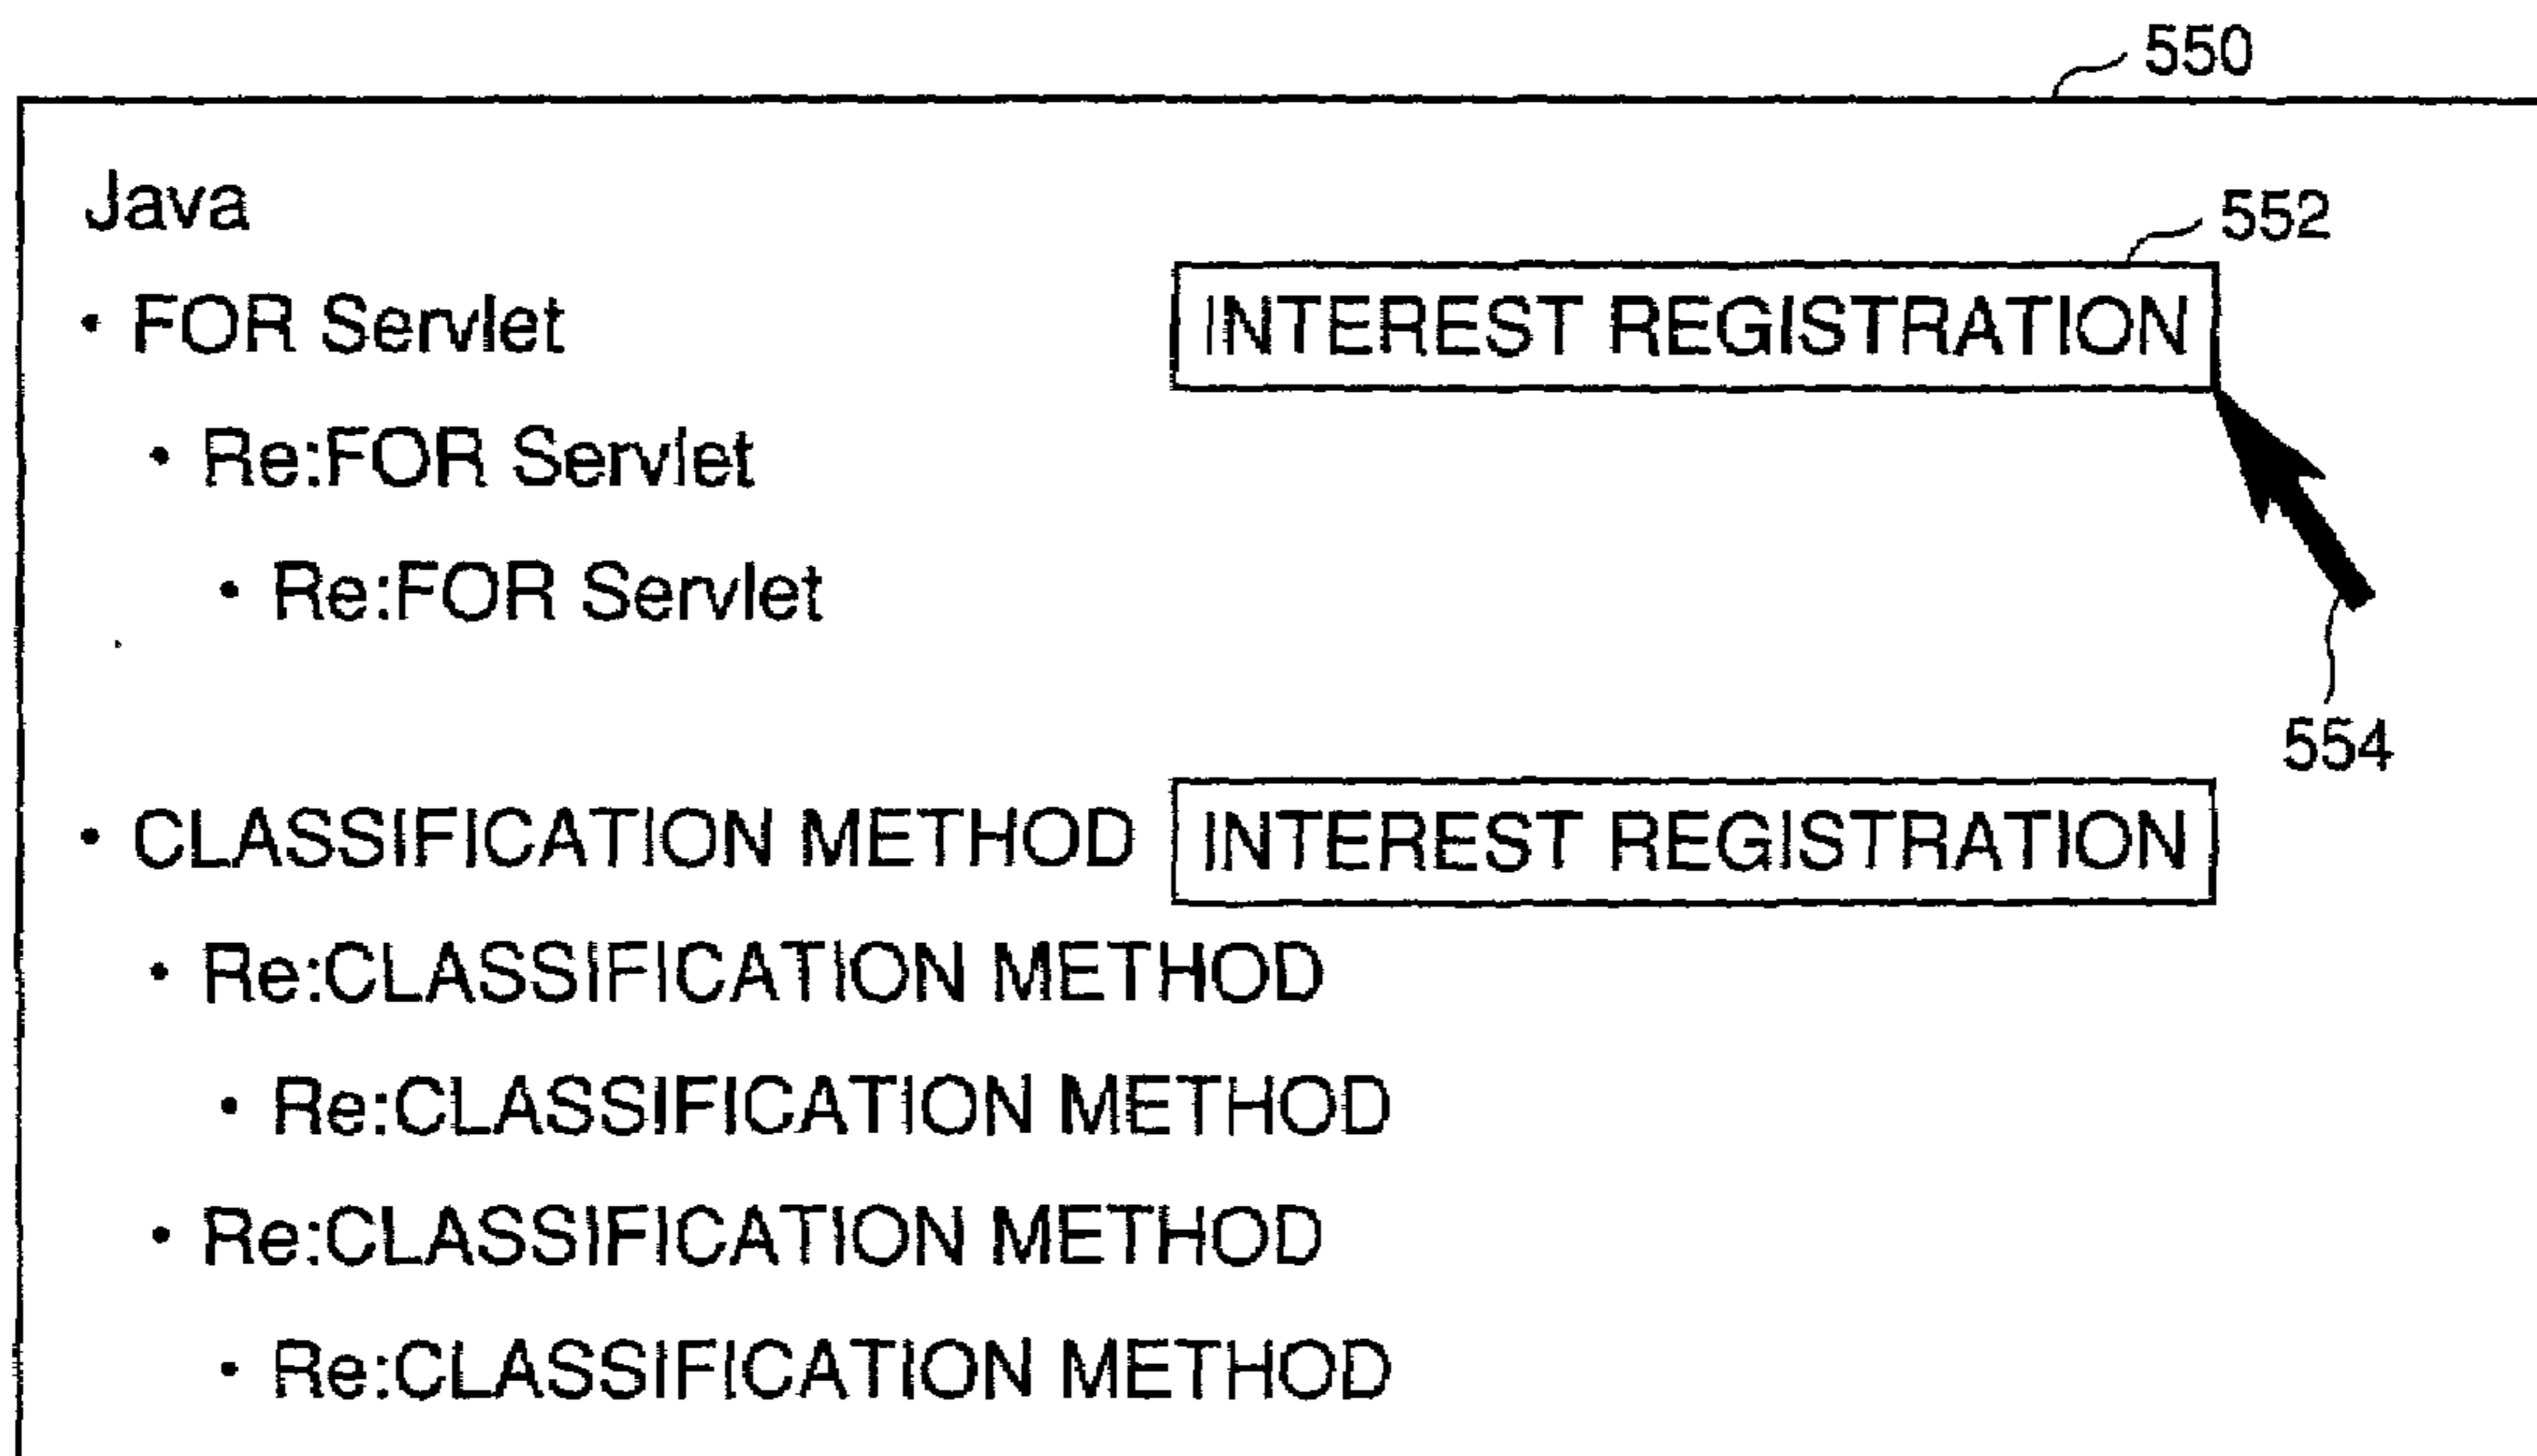 550
Java
552
• FOR Servlet INTEREST REGISTRATION
• Re:FOR Servlet
• Re:FOR Servlet
554
• CLASSIFICATION METHOD INTEREST REGISTRATION
• Re:CLASSIFICATION METHOD
• Re:CLASSIFICATION METHOD
• Re:CLASSIFICATION METHOD
• Re:CLASSIFICATION METHOD